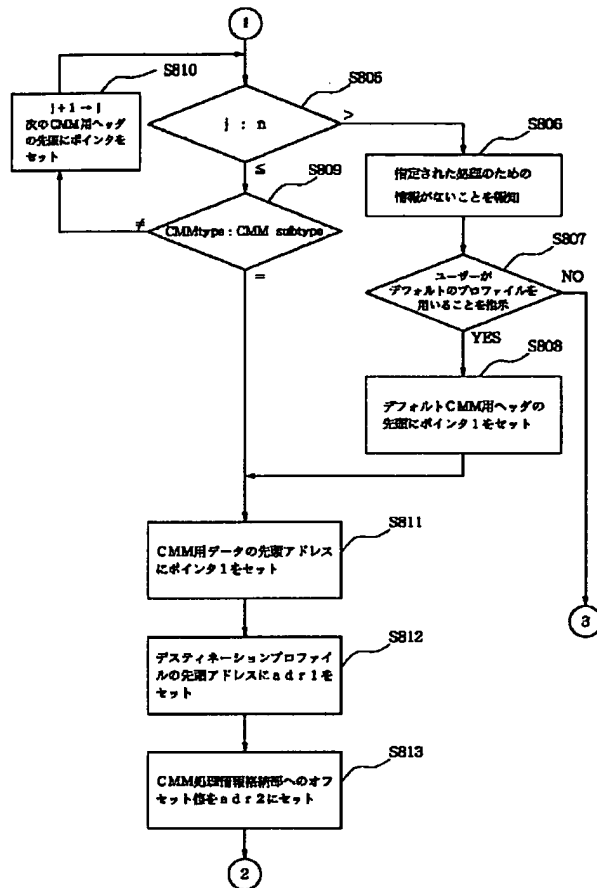 1
S810
j+1→j
次のCMM用ヘッダ
の先頭にポインタを
セット
S805
j : n
>
≦
S806
指定された処理のための
情報がないことを報知
S809
CMMtype : CMM subtype
≠
=
S807
ユーザーが
デフォルトのプロファイルを
用いることを指示
NO
YES
S808
デフォルトCMM用ヘッダの
先頭にポインタ1をセット
S811
CMM用データの先頭アドレス
にポインタ1をセット
3
S812
デスティネーションプロファイ
ルの先頭アドレスにadr1を
セット
S813
CMM処理情報格納部へのオフ
セット値をadr2にセット
2